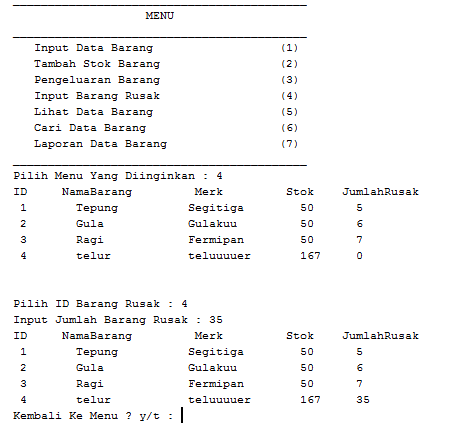 MENU
Input Data Barang (1)
Tambah Stok Barang (2)
Pengeluaran Barang (3)
Input Barang Rusak (4)
Lihat Data Barang (5)
Cari Data Barang (6)
Laporan Data Barang (7)
Pilih Menu Yang Diinginkan : 4
ID NamaBarang Merk Stok JumlahRusak
1 Tepung Segitiga 50 5
2 Gula Gulakuu 50 6
3 Ragi Fermipan 50 7
4 telur teluuuuer 167 0
Pilih ID Barang Rusak : 4
Input Jumlah Barang Rusak : 35
ID NamaBarang Merk Stok JumlahRusak
1 Tepung Segitiga 50 5
2 Gula Gulakuu 50 6
3 Ragi Fermipan 50 7
4 telur teluuuuer 167 35
Kembali Ke Menu ? y/t :